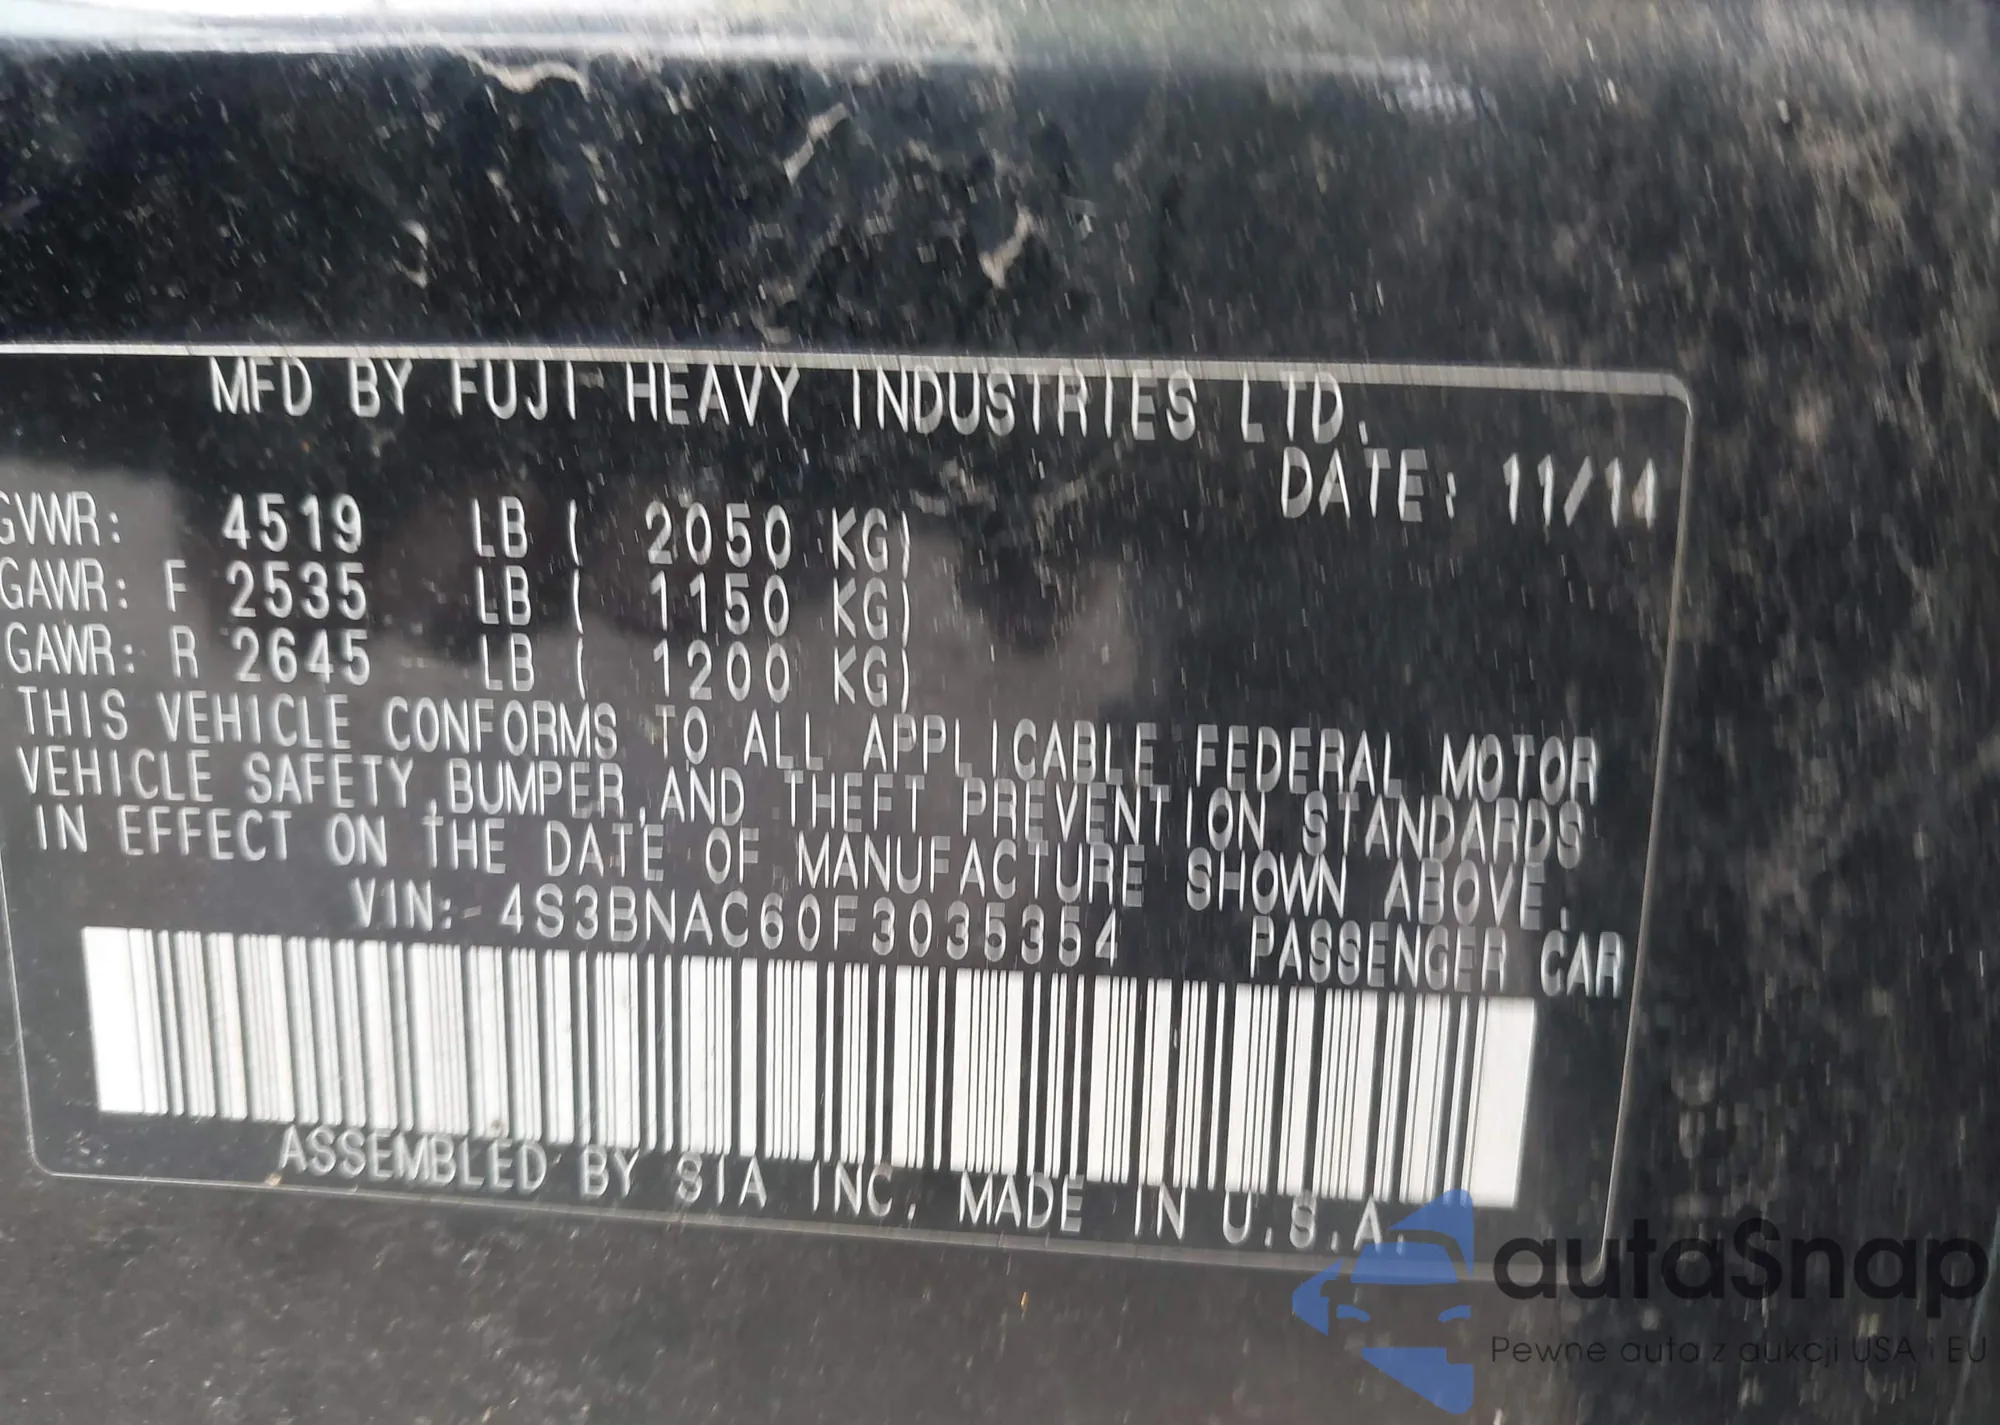 MFD BY FUJI HEAVY INDUSTRIES LTD.
DATE: 11/14
GVWR: 4519 LB ( 2050 KG)
GAWR: F 2535 LB ( 1150 KG)
GAWR: R 2645 LB ( 1200 KG)
THIS VEHICLE CONFORMS TO ALL APPLICABLE FEDERAL MOTOR
VEHICLE SAFETY,BUMPER,AND THEFT PREVENTION STANDARDS
IN EFFECT ON THE DATE OF MANUFACTURE SHOWN ABOVE.
VIN: 4S3BNAC60F3035354 PASSENGER CAR
ASSEMBLED BY SIA INC. MADE IN U.S.A.
autaSnap
Pewne auta z aukcji USA i EU